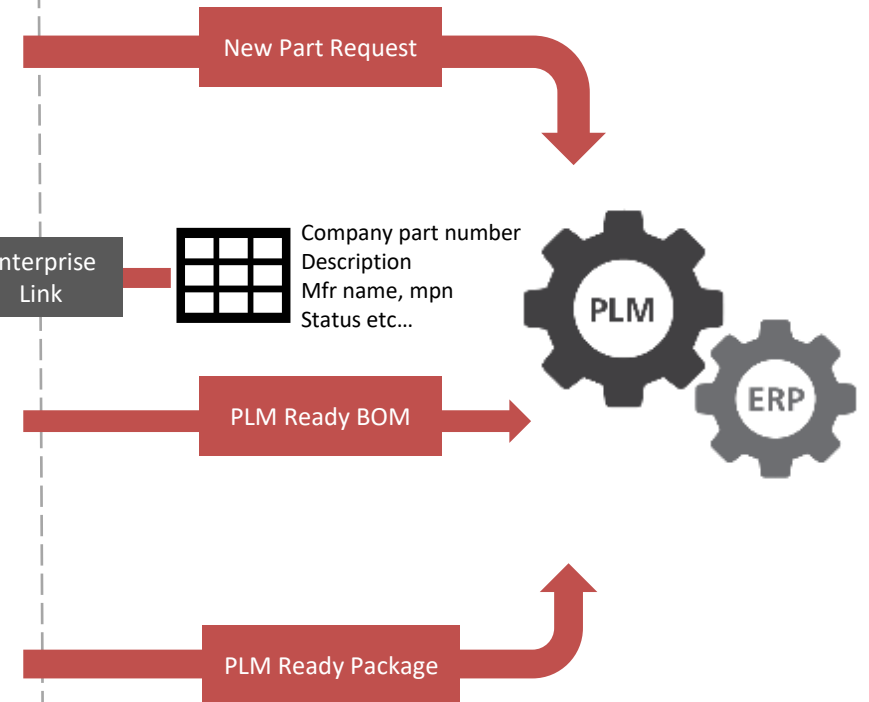 New Part Request
Company part number
Description
Mfr name, mpn
Status etc…
nterprise
Link
PLM
ERP
PLM Ready BOM
PLM Ready Package